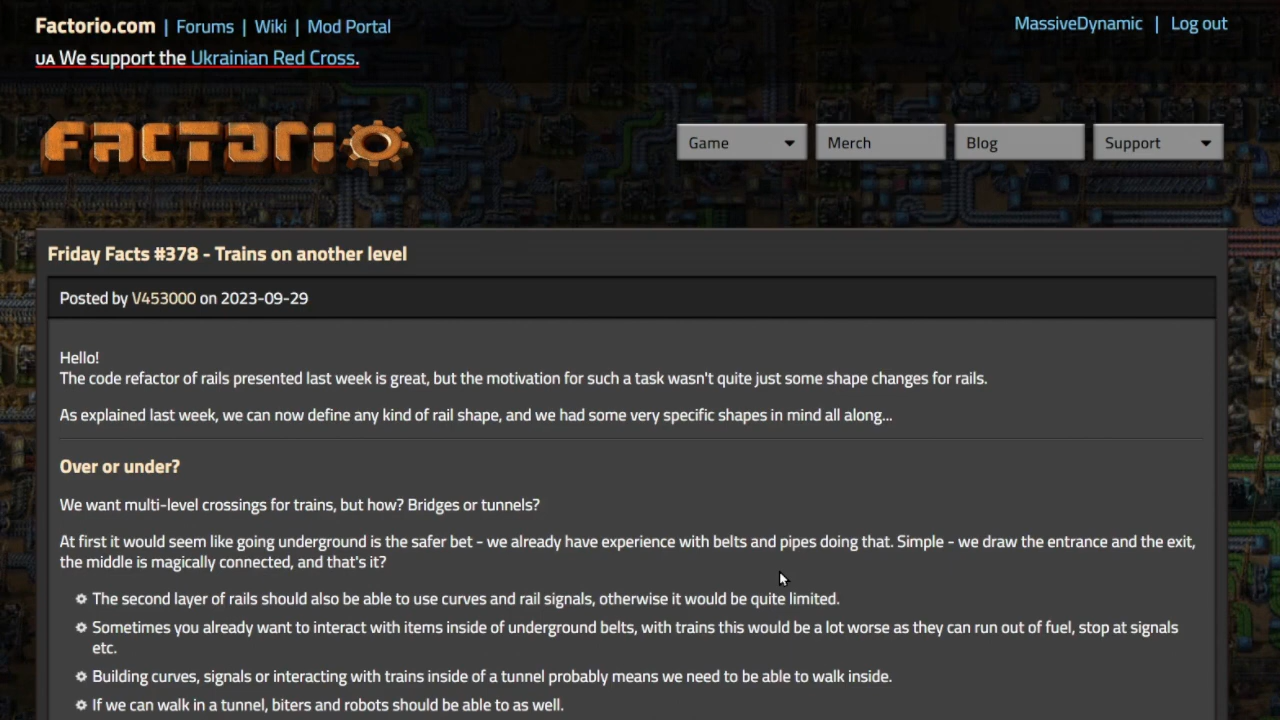 Factorio.com | Forums | Wiki | Mod Portal
MassiveDynamic | Log out
UA We support the Ukrainian Red Cross.
FACTORIO
Game Merch Blog Support
Friday Facts #378 - Trains on another level
Posted by V453000 on 2023-09-29
Hello!
The code refactor of rails presented last week is great, but the motivation for such a task wasn't quite just some shape changes for rails.
As explained last week, we can now define any kind of rail shape, and we had some very specific shapes in mind all along...
Over or under?
We want multi-level crossings for trains, but how? Bridges or tunnels?
At first it would seem like going underground is the safer bet - we already have experience with belts and pipes doing that. Simple - we draw the entrance and the exit,
the middle is magically connected, and that's it?
The second layer of rails should also be able to use curves and rail signals, otherwise it would be quite limited.
Sometimes you already want to interact with items inside of underground belts, with trains this would be a lot worse as they can run out of fuel, stop at signals
etc.
Building curves, signals or interacting with trains inside of a tunnel probably means we need to be able to walk inside.
If we can walk in a tunnel, biters and robots should be able to as well.